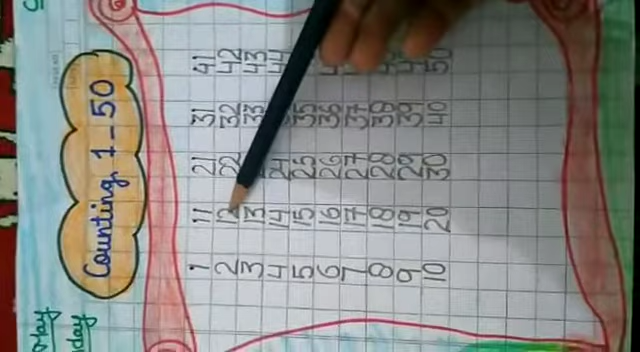 May
Counting 1-50
1 11 21 31 41
2 12 22 32 42
3 13 33 43
4 14 24 44
5 15 25 35
6 16 26 36
7 17 27 37
8 18 28 38
9 19 29 39
10 20 30 40 50